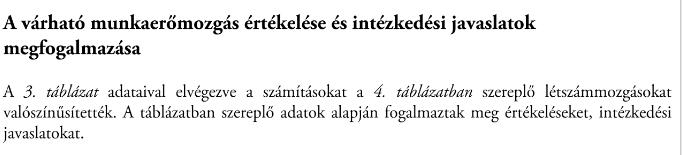 A várható munkaerőmozgás értékelése és intézkedési javaslatok
megfogalmazása
A 3. táblázat adataival elvégezve a számításokat a 4. táblázatban szereplő létszámmozgásokat
valószínűsítették. A táblázatban szereplő adatok alapján fogalmaztak meg értékeléseket, intézkedési
javaslatokat.